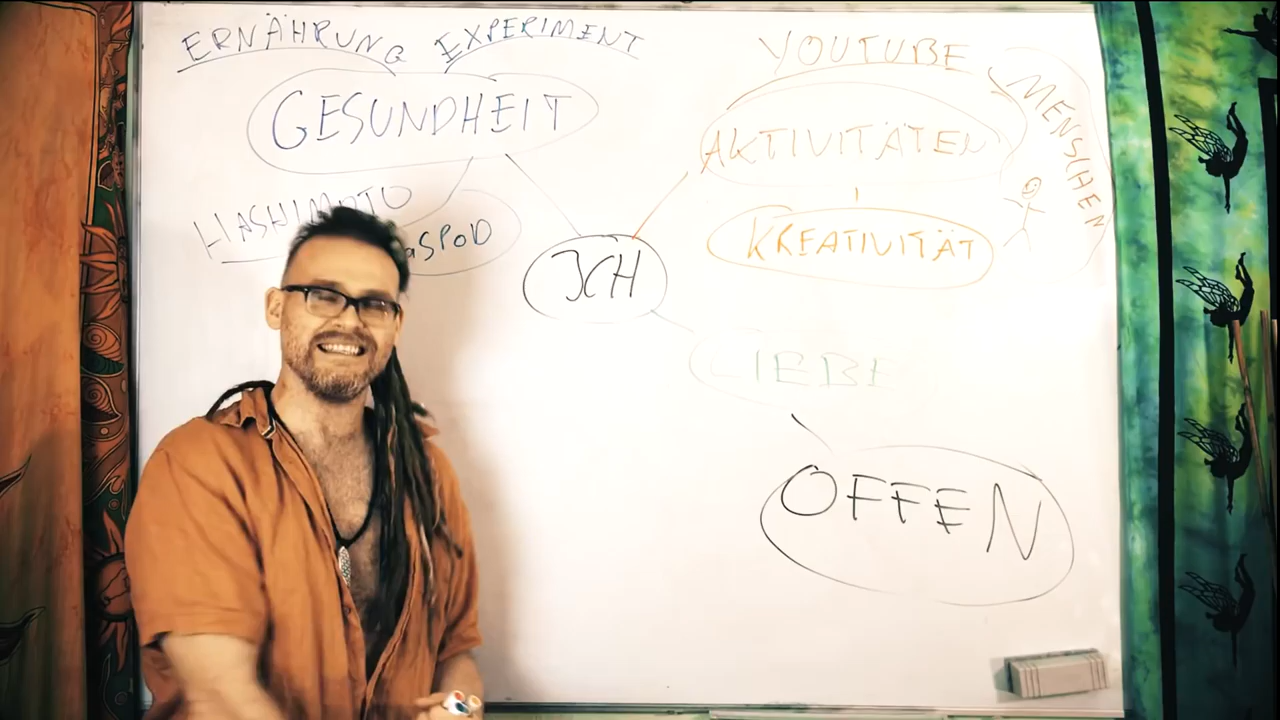 ERNÄHRUNG EXPERIMENT
GESUNDHEIT
HASHIMOTO
YOUTUBE
MENSCHEN
AKTIVITÄTEN
KREATIVITÄT
ICH
LIEBE
OFFEN